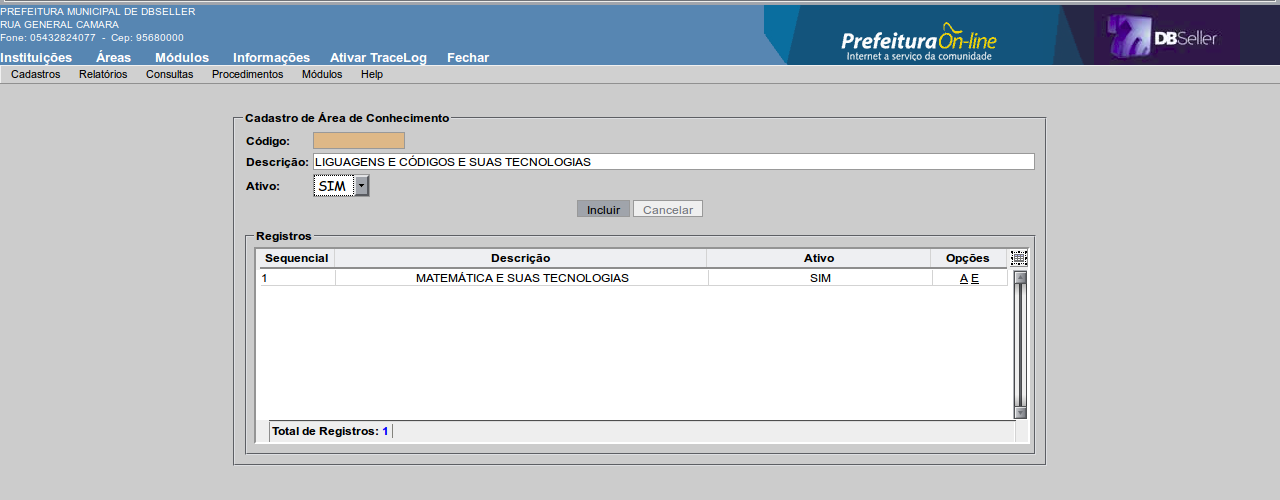 PREFEITURA MUNICIPAL DE DBSELLER
RUA GENERAL CAMARA
Fone: 05432824077 - Cep: 95680000
Prefeitura On-line
Internet a serviço da comunidade
DBSeller
Instituições Áreas Módulos Informações Ativar TraceLog Fechar
Cadastros Relatórios Consultas Procedimentos Módulos Help
Cadastro de Área de Conhecimento
Código:
Descrição: LIGUAGENS E CÓDIGOS E SUAS TECNOLOGIAS
Ativo: SIM
Incluir Cancelar
Registros
Sequencial Descrição Ativo Opções
1 MATEMÁTICA E SUAS TECNOLOGIAS SIM A E
Total de Registros: 1